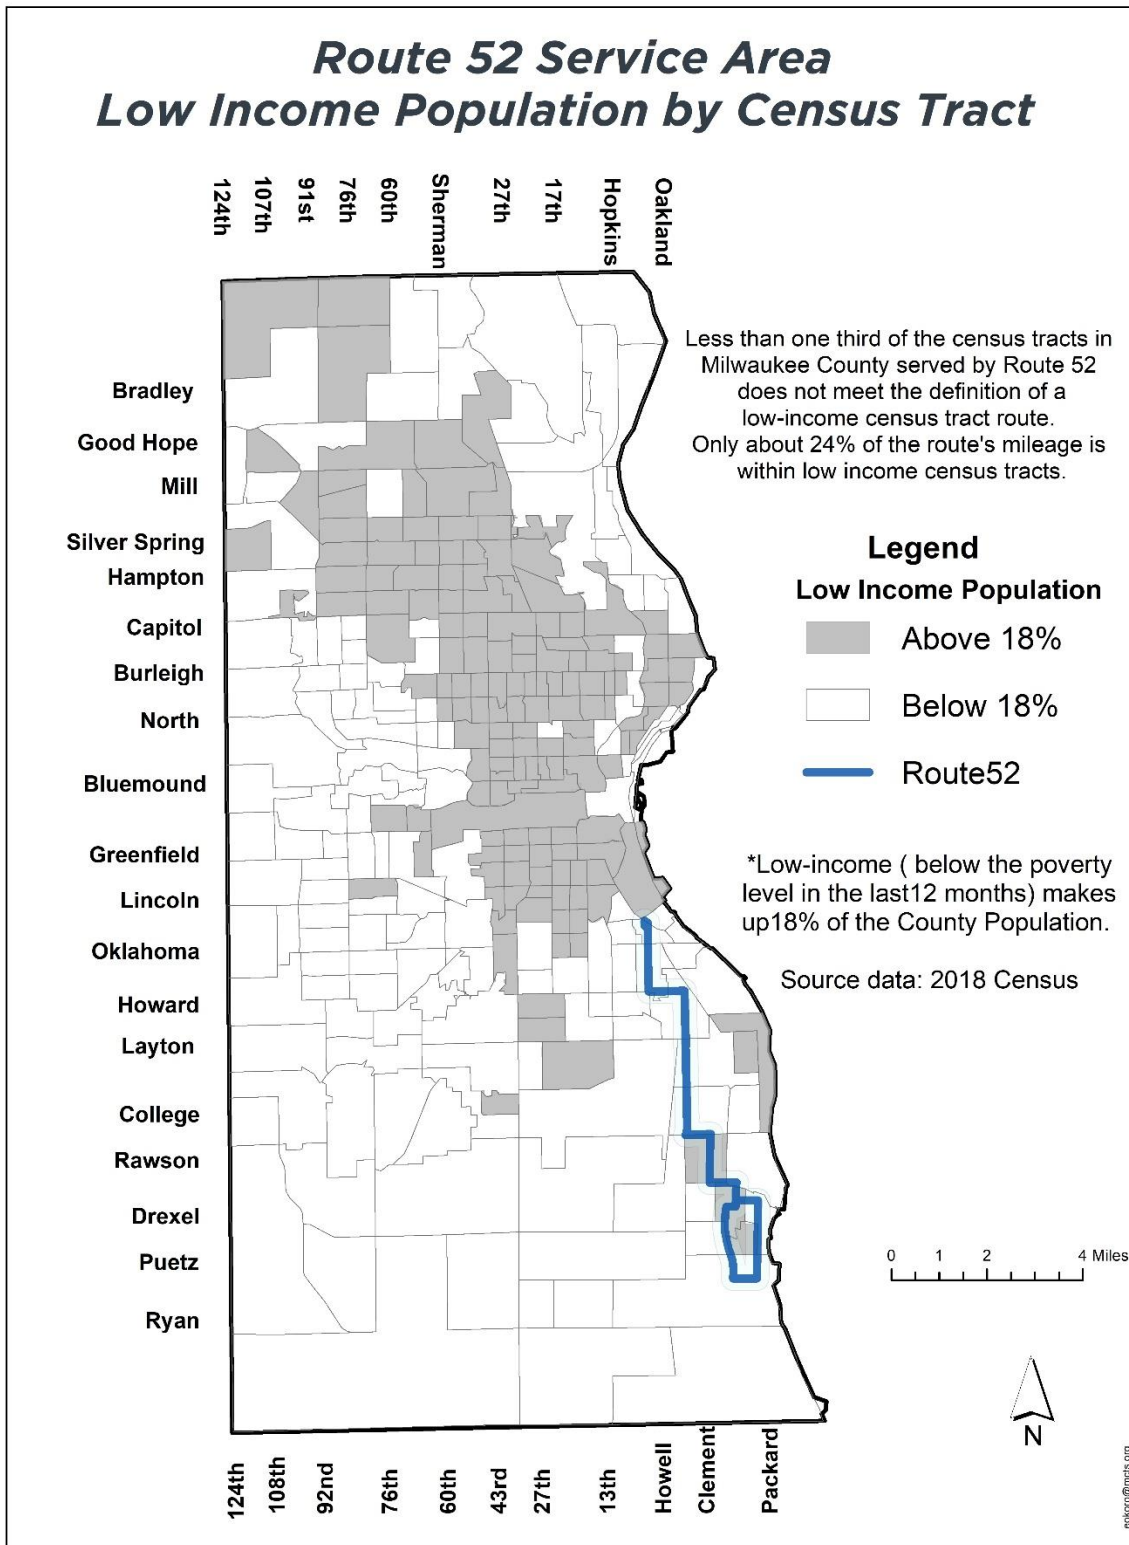 Route 52 Service Area
Low Income Population by Census Tract
124th
107th
91st
76th
60th
Sherman
27th
17th
Hopkins
Oakland
Less than one third of the census tracts in
Milwaukee County served by Route 52
does not meet the definition of a
low-income census tract route.
Only about 24% of the route's mileage is
within low income census tracts.
Bradley
Good Hope
Mill
Silver Spring
Hampton
Capitol
Burleigh
North
Bluemound
Greenfield
Lincoln
Oklahoma
Howard
Layton
College
Rawson
Drexel
Puetz
Ryan
Legend
Low Income Population
Above 18%
Below 18%
Route52
*Low-income ( below the poverty
level in the last12 months) makes
up18% of the County Population.
Source data: 2018 Census
0 1 2 4 Miles
N
124th
108th
92nd
76th
60th
43rd
27th
13th
Howell
Clement
Packard